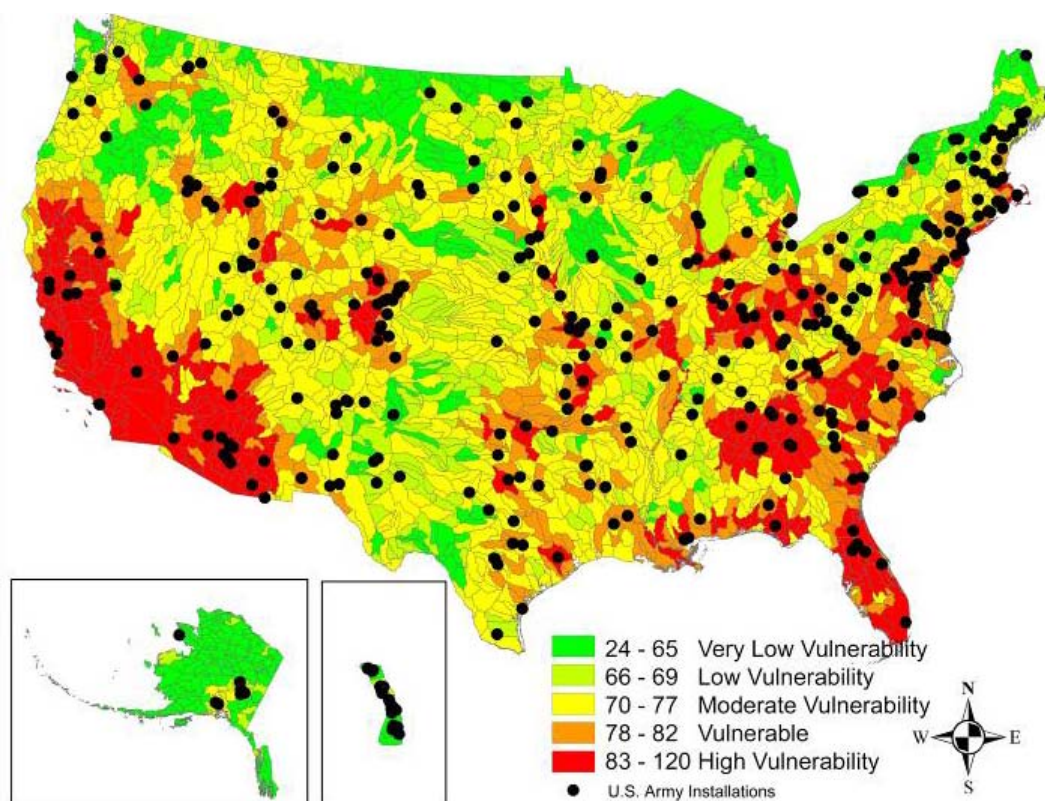 24 - 65 Very Low Vulnerability
66 - 69 Low Vulnerability
70 - 77 Moderate Vulnerability
78 - 82 Vulnerable
83 - 120 High Vulnerability
U.S. Army Installations
N
W E
S